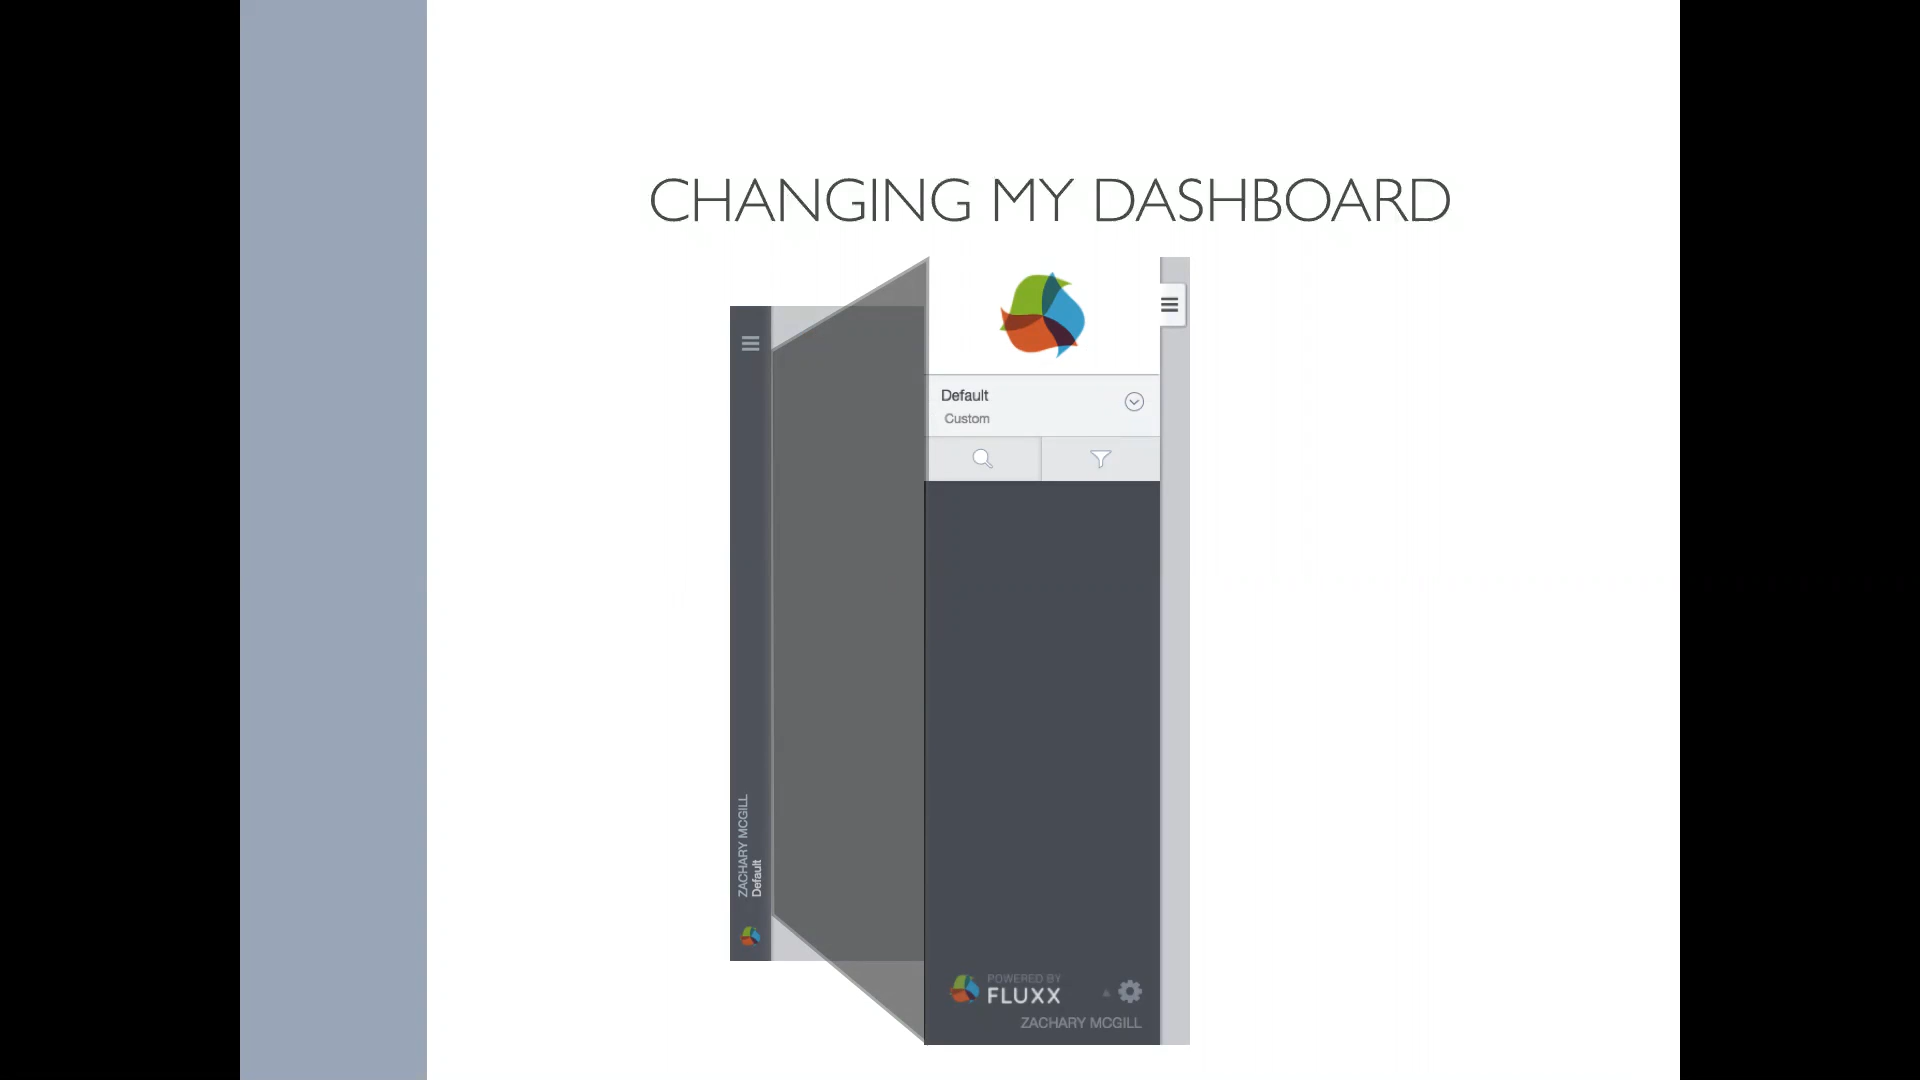 CHANGING MY DASHBOARD
Default
Custom
ZACHARY MCGILL
Default
POWERED BY
FLUXX
ZACHARY MCGILL